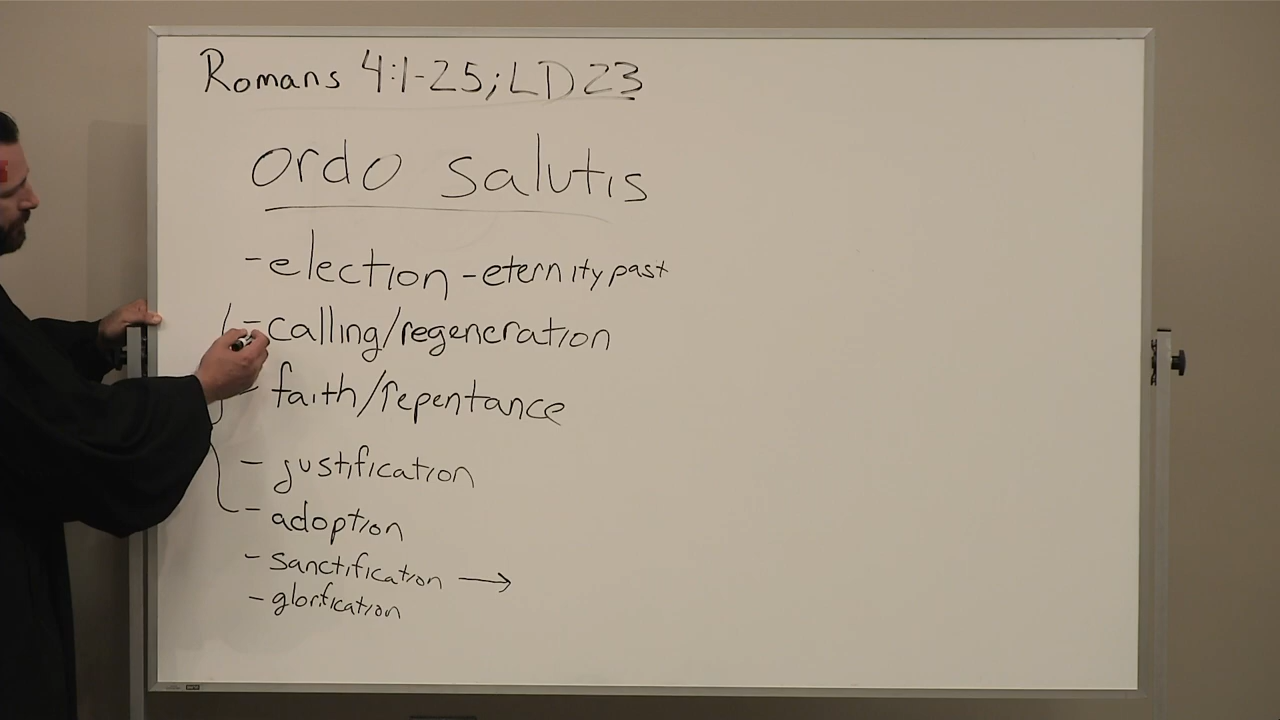 Romans 4:1-25; LD 23
ordo salutis
- election - eternity past
- calling/regeneration
- faith/repentance
- justification
- adoption
- sanctification →
- glorification